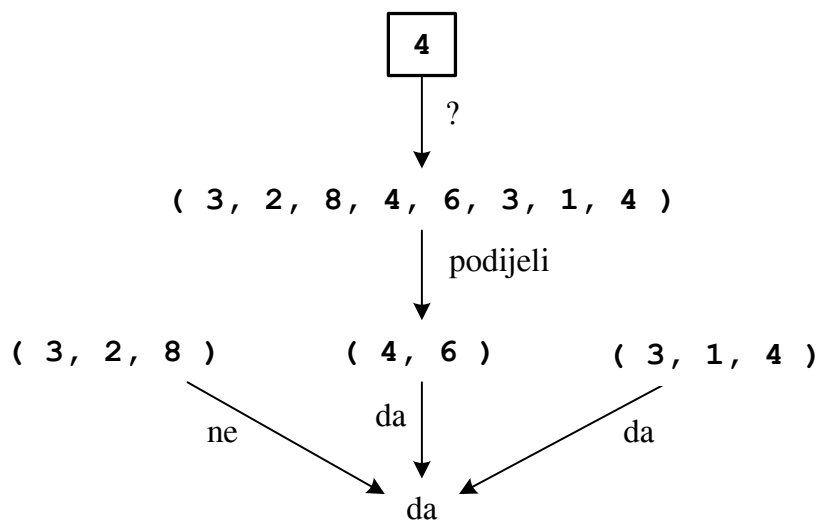 4
?
( 3, 2, 8, 4, 6, 3, 1, 4 )
podijeli
( 3, 2, 8 ) ( 4, 6 ) ( 3, 1, 4 )
ne da da
da